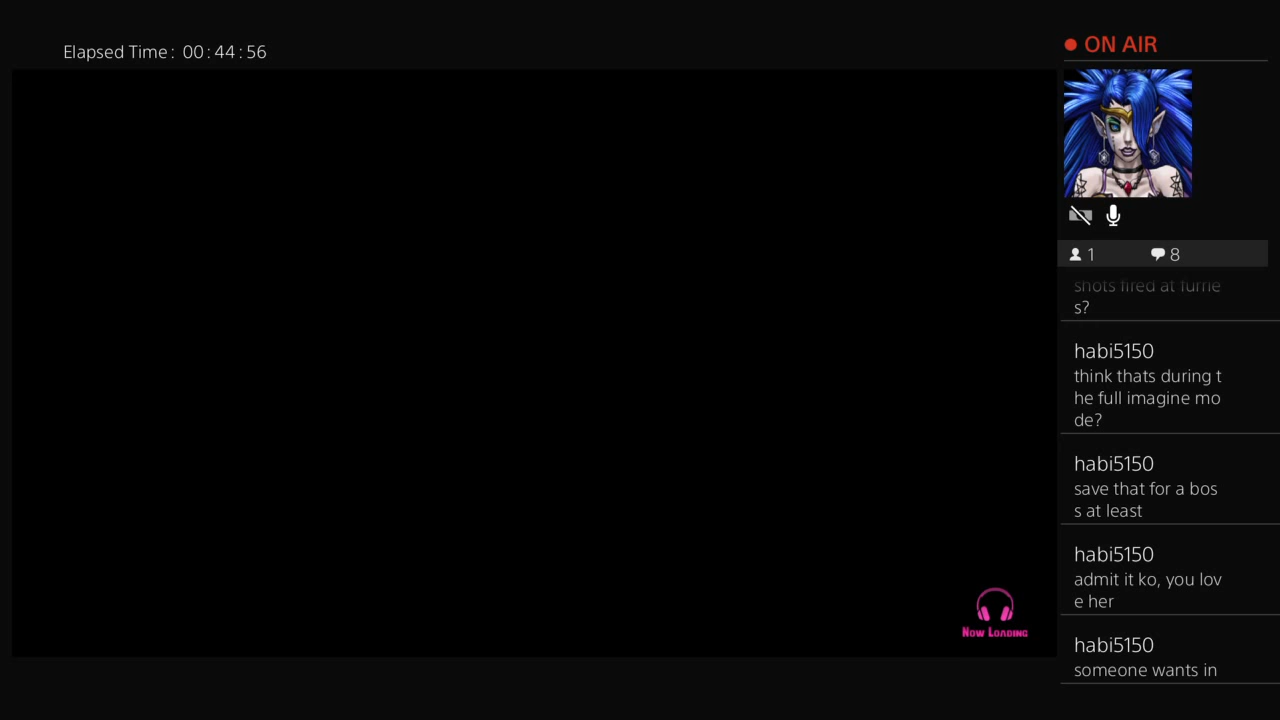 Elapsed Time: 00:44:56
ON AIR
1
8
shots fired at furrie
s?
habi5150
think thats during t
he full imagine mo
de?
habi5150
save that for a bos
s at least
habi5150
admit it ko, you lov
e her
habi5150
someone wants in
Now Loading